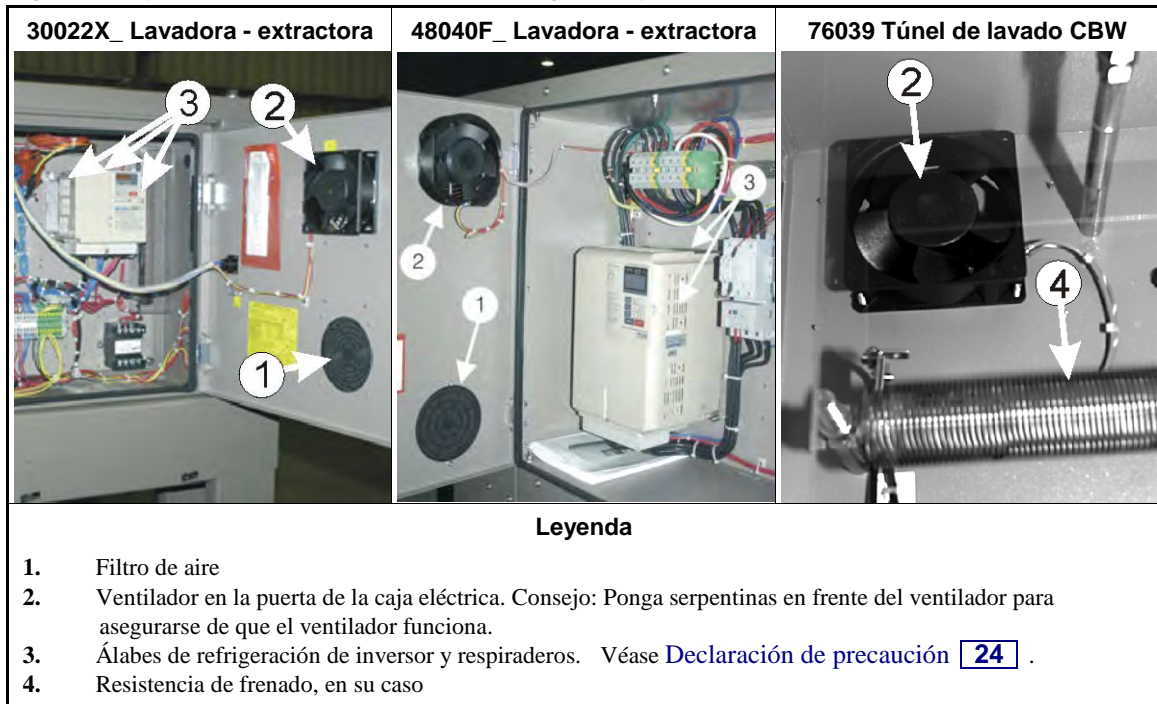 30022X_ Lavadora - extractora
48040F_ Lavadora - extractora
76039 Túnel de lavado CBW
3
2
1
2
1
3
2
4
Leyenda
1. Filtro de aire
2. Ventilador en la puerta de la caja eléctrica. Consejo: Ponga serpentinas en frente del ventilador para
asegurarse de que el ventilador funciona.
3. Álabes de refrigeración de inversor y respiraderos. Véase Declaración de precaución 24 .
4. Resistencia de frenado, en su caso